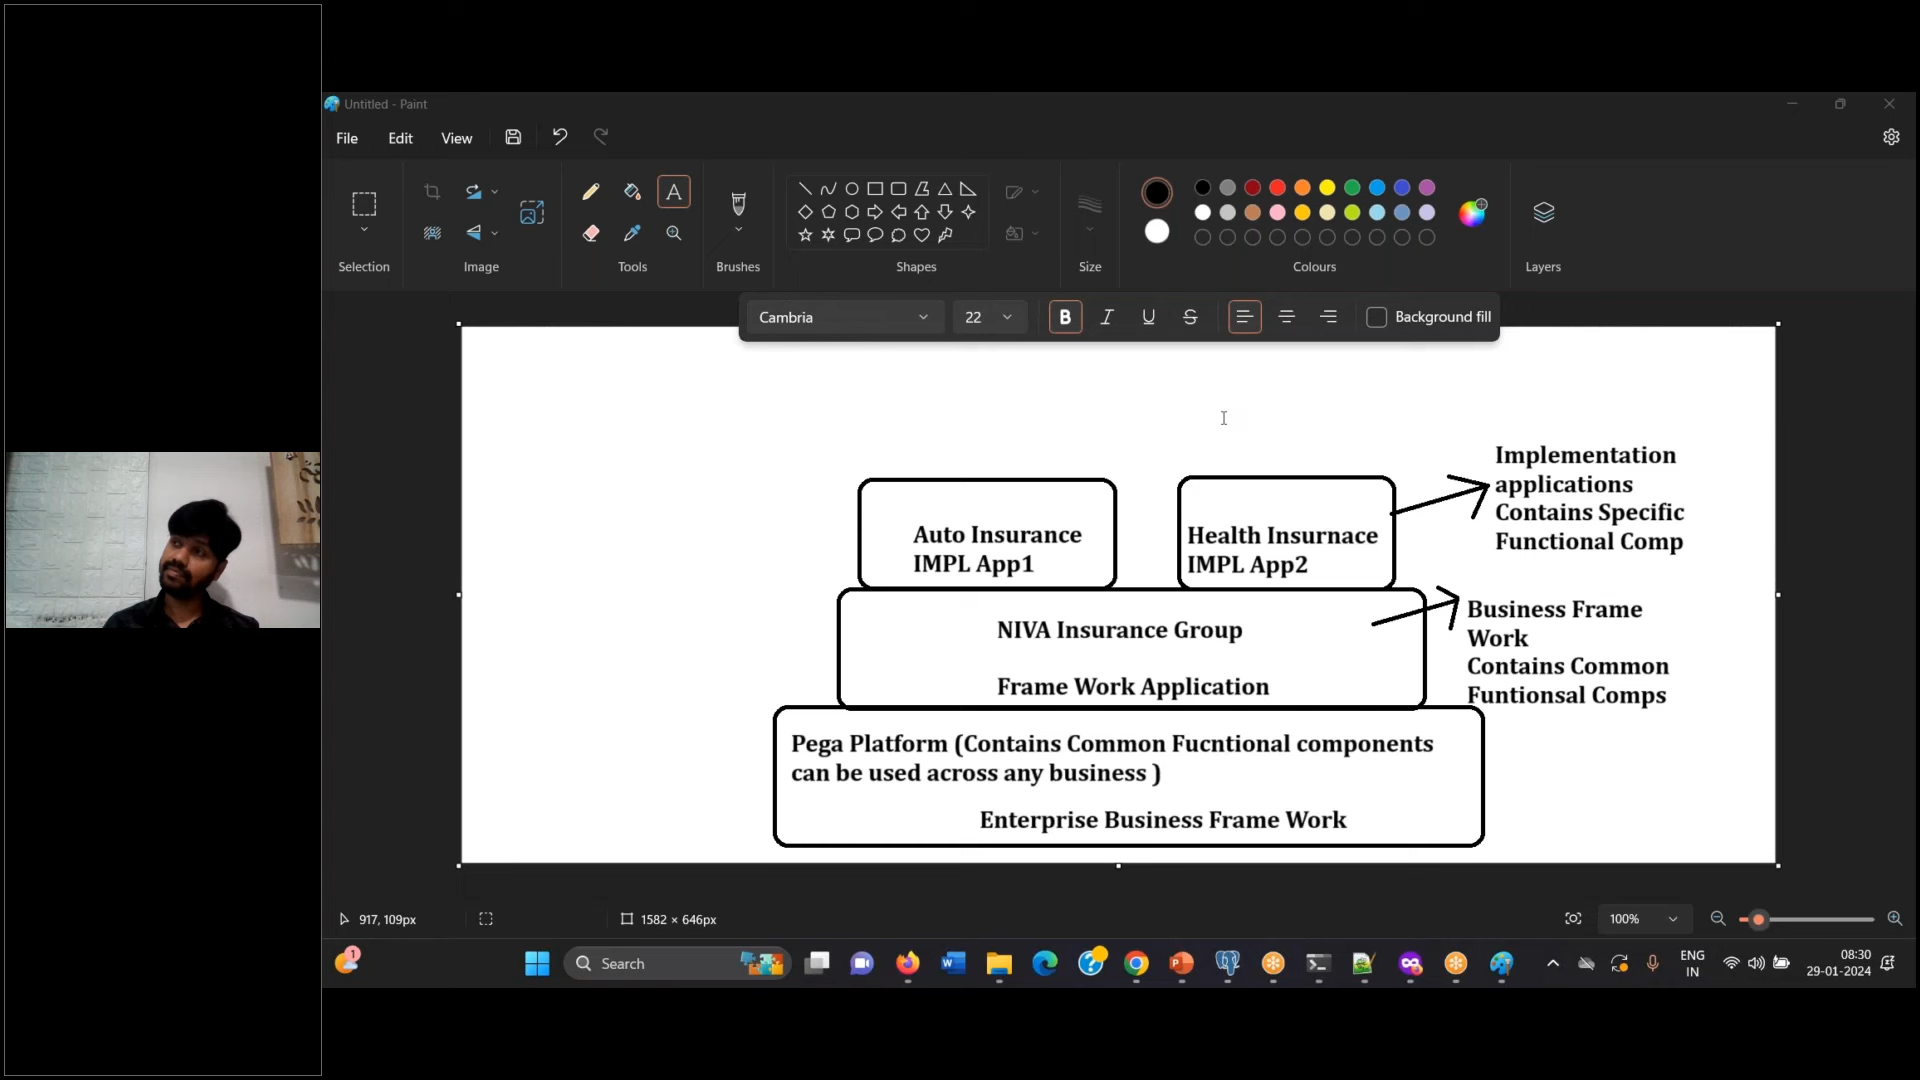 Untitled - Paint
File Edit View
Selection Image Tools Brushes Shapes Size Colours Layers
Cambria 22 B I U S Background fill
Implementation
applications
Contains Specific
Functional Comp
Auto Insurance
IMPL App1
Health Insurnace
IMPL App2
Business Frame
Work
Contains Common
Funtionsal Comps
NIVA Insurance Group
Frame Work Application
Pega Platform (Contains Common Fucntional components
can be used across any business )
Enterprise Business Frame Work
917, 109px 1582 × 646px 100%
1 Search ENG 08:30
IN 29-01-2024